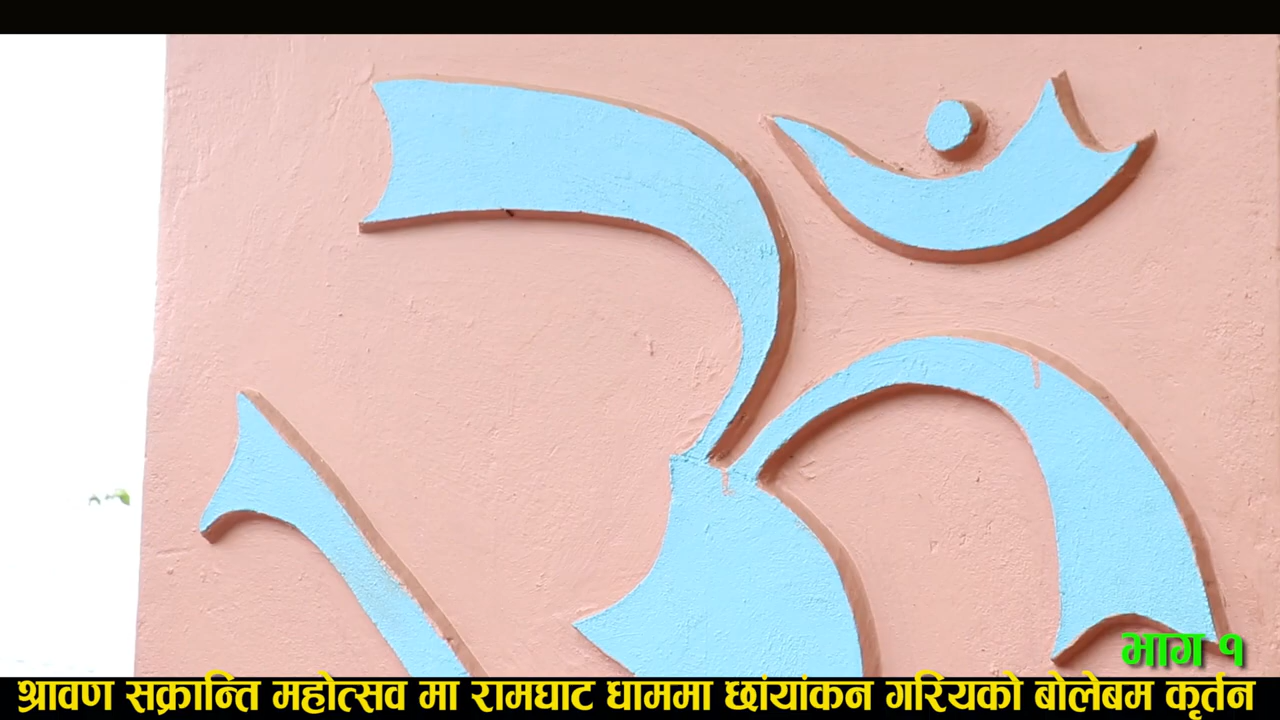 ॐ
भाग १
श्रावण सक्रान्ति महोत्सव मा रामघाट धाममा छांयांकन गरियको बोलेबम कृर्तन